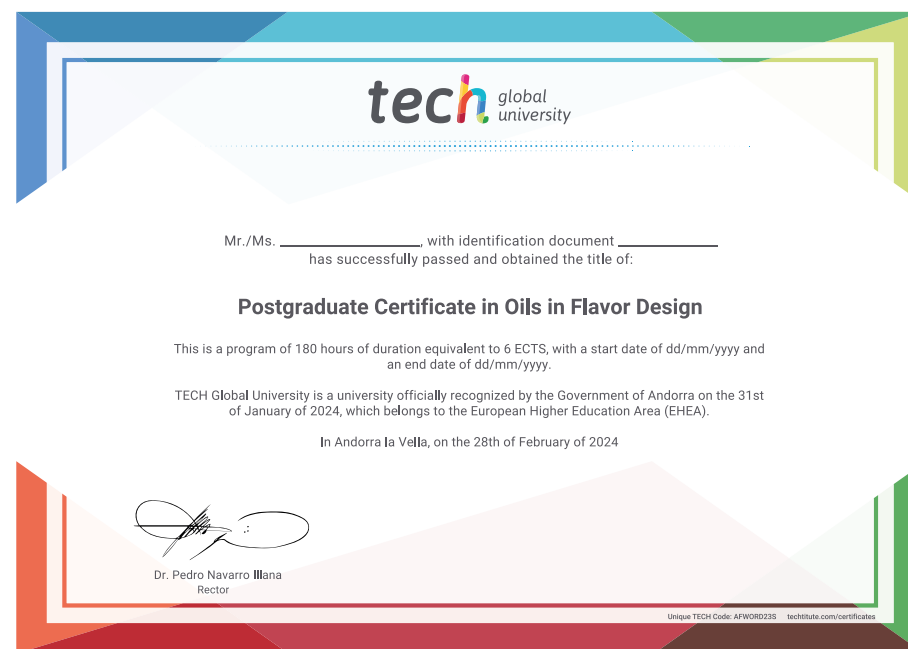 tech global university
Mr./Ms. ____________, with identification document ____________
has successfully passed and obtained the title of:
Postgraduate Certificate in Oils in Flavor Design
This is a program of 180 hours of duration equivalent to 6 ECTS, with a start date of dd/mm/yyyy and
an end date of dd/mm/yyyy.
TECH Global University is a university officially recognized by the Government of Andorra on the 31st
of January of 2024, which belongs to the European Higher Education Area (EHEA).
In Andorra la Vella, on the 28th of February of 2024
Dr. Pedro Navarro Illana
Rector
Unique TECH Code: AFWORD23S techtitute.com/certificates